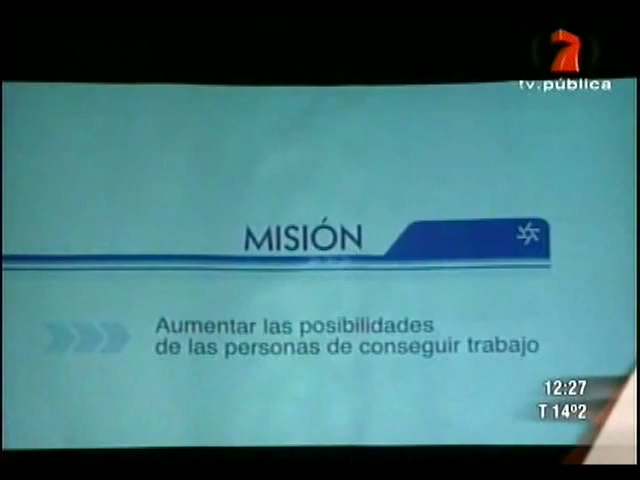 7
tv.pública
MISIÓN
Aumentar las posibilidades
de las personas de conseguir trabajo
12:27
T 14º2